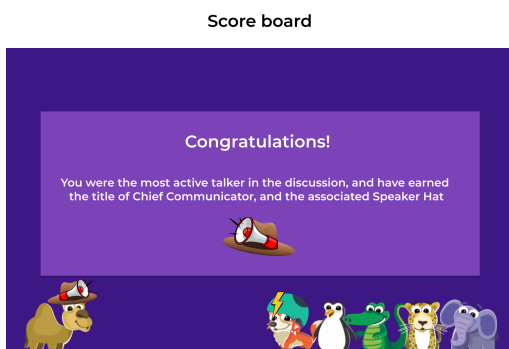 Score board
Congratulations!
You were the most active talker in the discussion, and have earned
the title of Chief Communicator, and the associated Speaker Hat